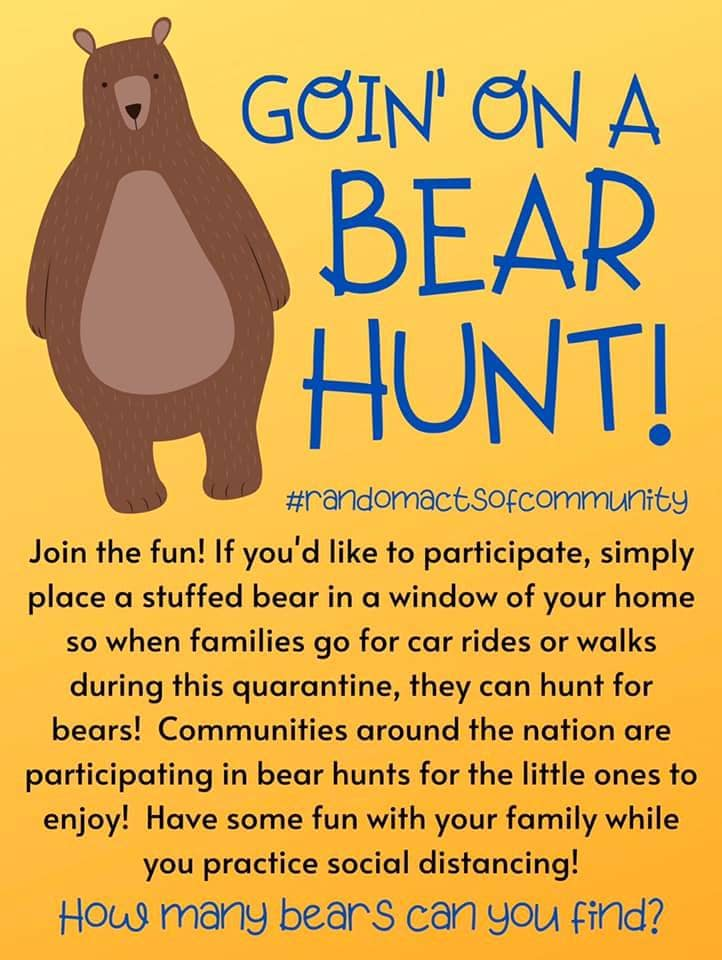 GOIN' ON A
BEAR
HUNT!
#randomactsofcommunity
Join the fun! If you'd like to participate, simply
place a stuffed bear in a window of your home
so when families go for car rides or walks
during this quarantine, they can hunt for
bears! Communities around the nation are
participating in bear hunts for the little ones to
enjoy! Have some fun with your family while
you practice social distancing!
How many bears can you find?